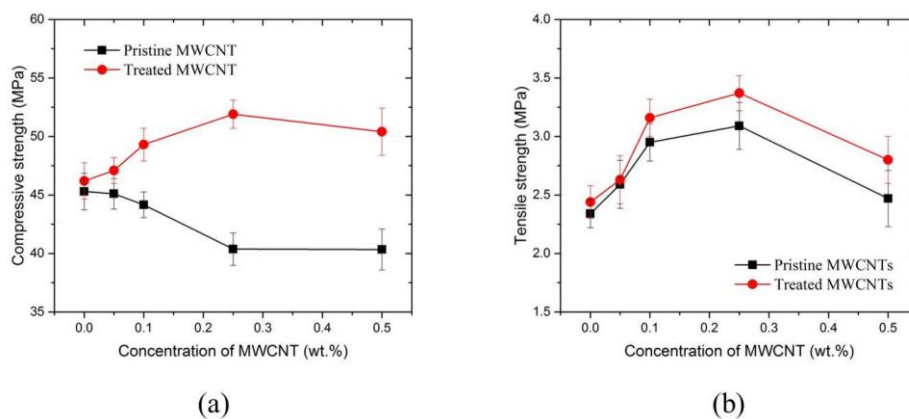 60
55
50
45
40
35
Compressive strength (MPa)
Pristine MWCNT
Treated MWCNT
0.0 0.1 0.2 0.3 0.4 0.5
Concentration of MWCNT (wt.%)
(a)
4.0
3.5
3.0
2.5
2.0
1.5
Tensile strength (MPa)
Pristine MWCNTs
Treated MWCNTs
0.0 0.1 0.2 0.3 0.4 0.5
Concentration of MWCNT (wt.%)
(b)